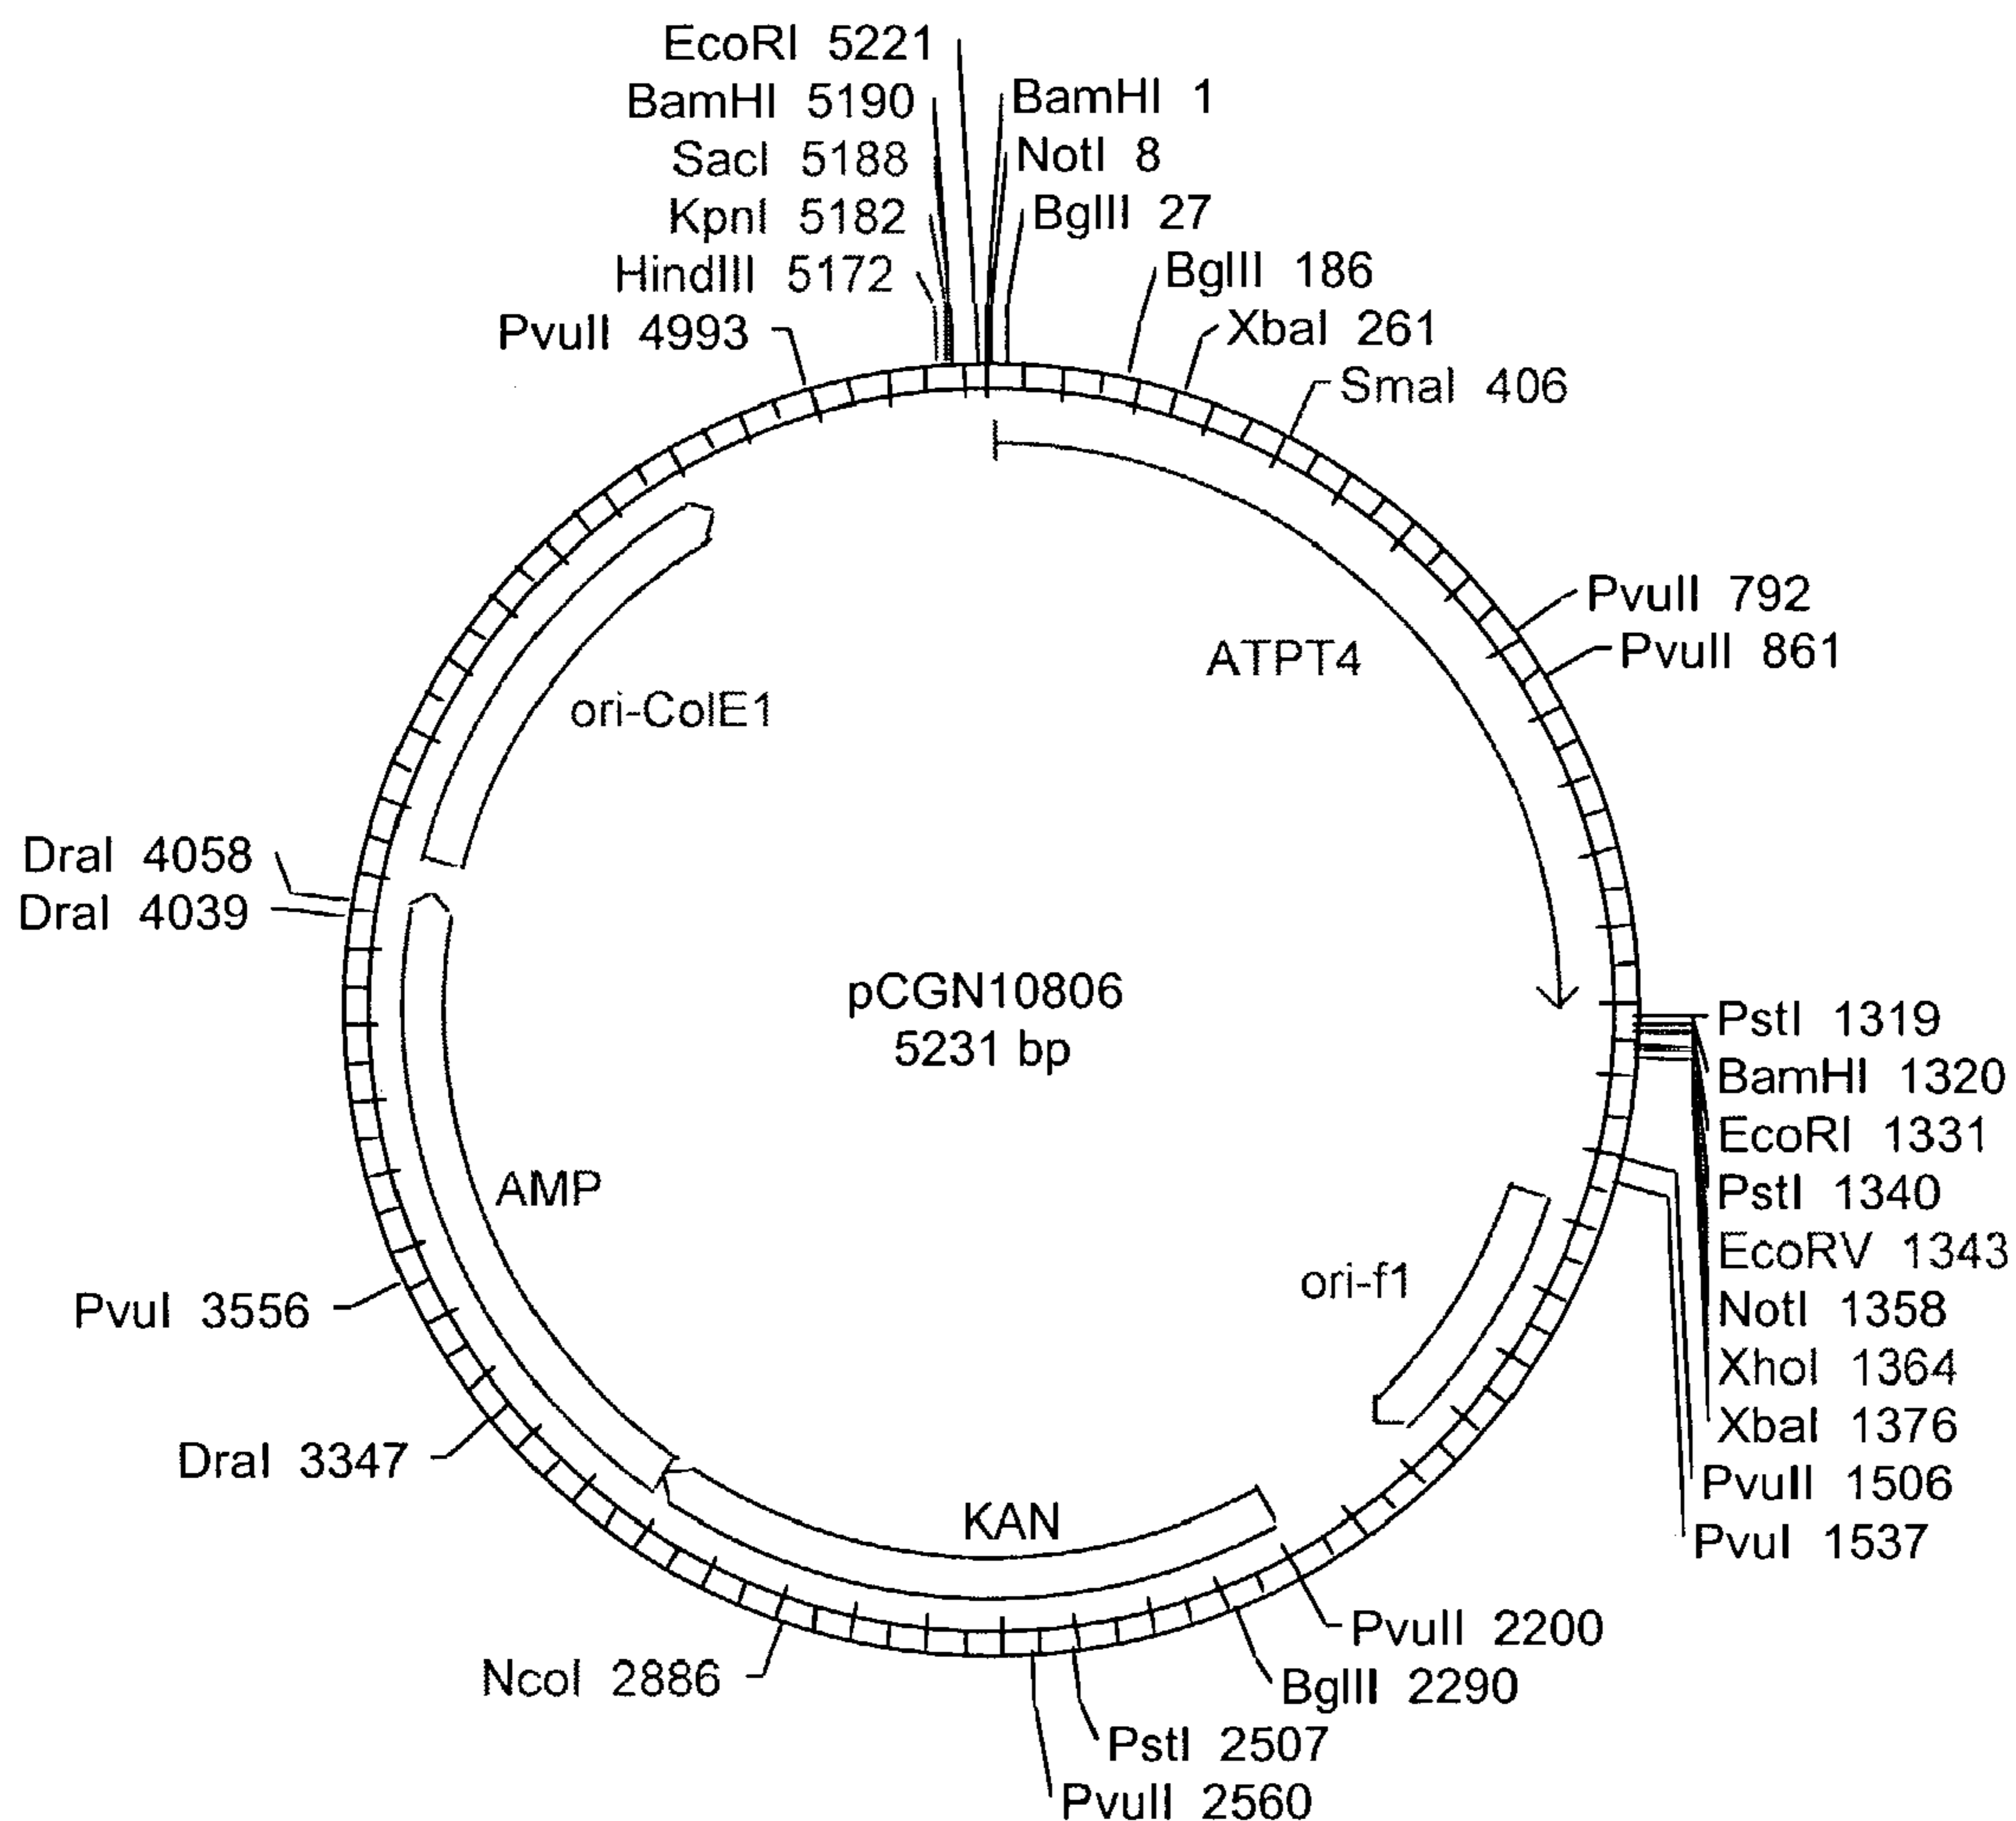 EcoRI 5221
BamHI 5190
SacI 5188
KpnI 5182
HindIII 5172
PvuII 4993
BamHI 1
NotI 8
BglII 27
BglII 186
XbaI 261
SmaI 406
PvuII 792
PvuII 861
ATPT4
ori-ColE1
DraI 4058
DraI 4039
pCGN10806
5231 bp
PstI 1319
BamHI 1320
EcoRI 1331
PstI 1340
EcoRV 1343
NotI 1358
XhoI 1364
XbaI 1376
PvuII 1506
PvuI 1537
AMP
ori-f1
PvuI 3556
DraI 3347
KAN
NcoI 2886
PvuII 2200
BglII 2290
PstI 2507
PvuII 2560